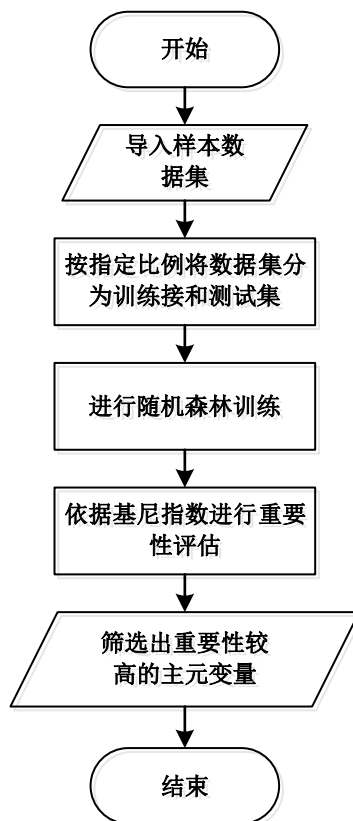 开始
导入样本数
据集
按指定比例将数据集分
为训练接和测试集
进行随机森林训练
依据基尼指数进行重要
性评估
筛选出重要性较
高的主元变量
结束